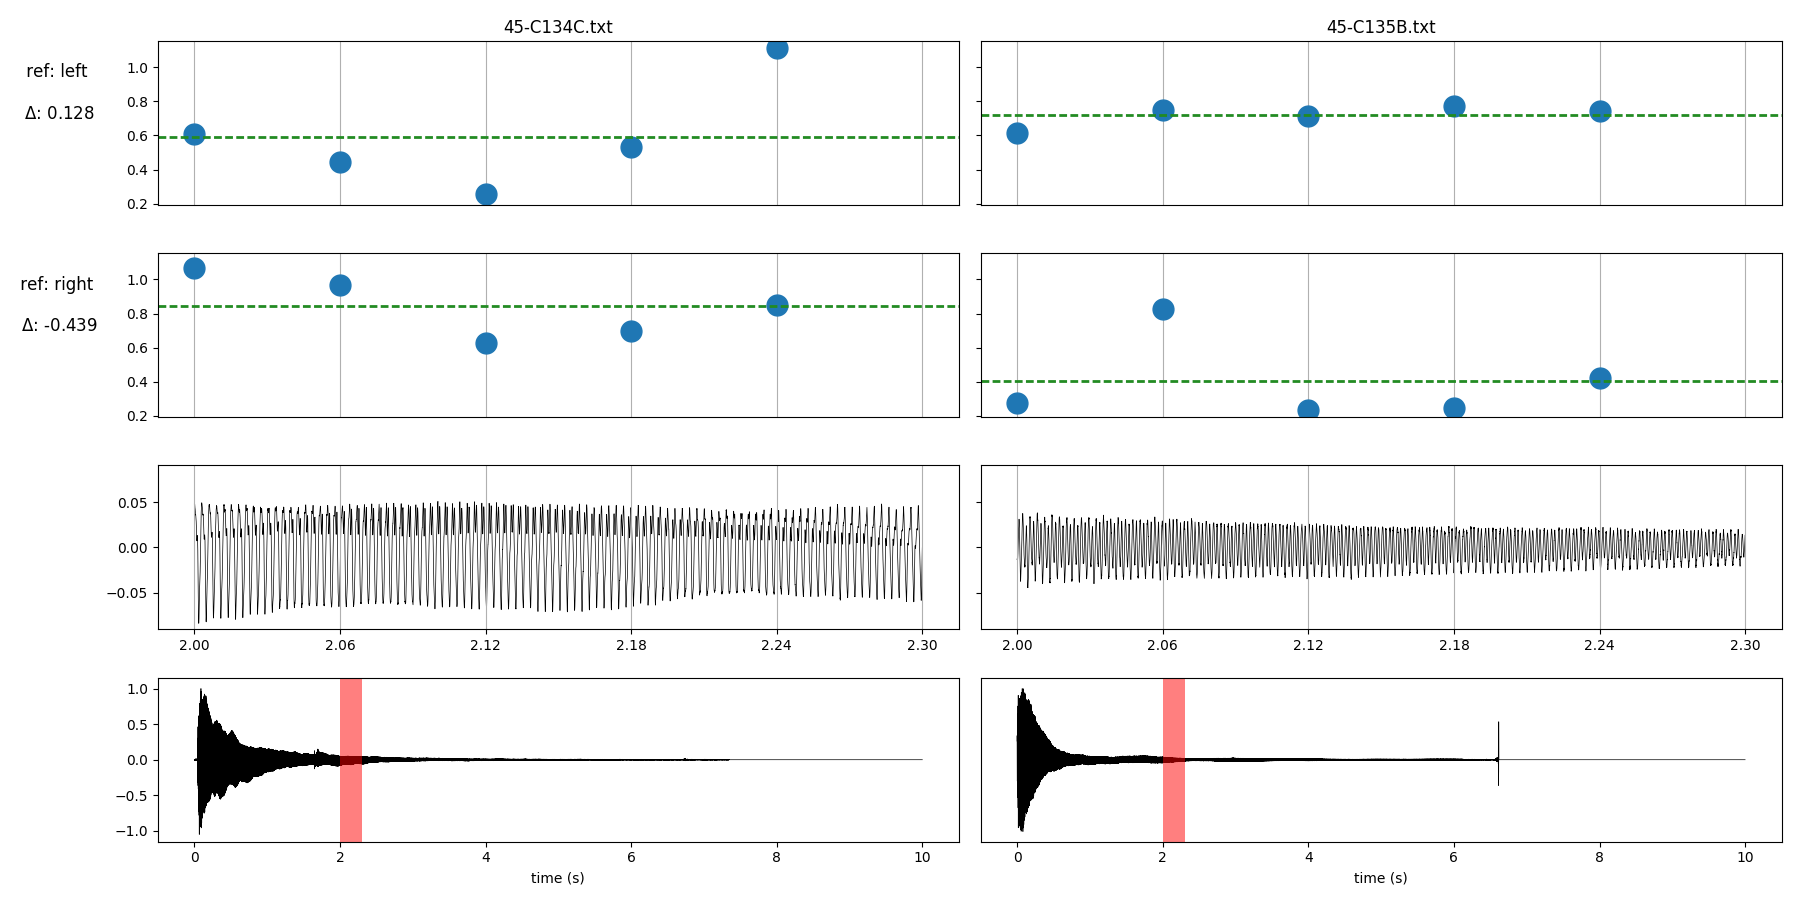 45-C134C.txt
45-C135B.txt
ref: left
Δ: 0.128
1.0
0.8
0.6
0.4
0.2
ref: right
Δ: -0.439
1.0
0.8
0.6
0.4
0.2
0.05
0.00
−0.05
2.00 2.06 2.12 2.18 2.24 2.30
2.00 2.06 2.12 2.18 2.24 2.30
1.0
0.5
0.0
−0.5
−1.0
0 2 4 6 8 10
0 2 4 6 8 10
time (s)
time (s)